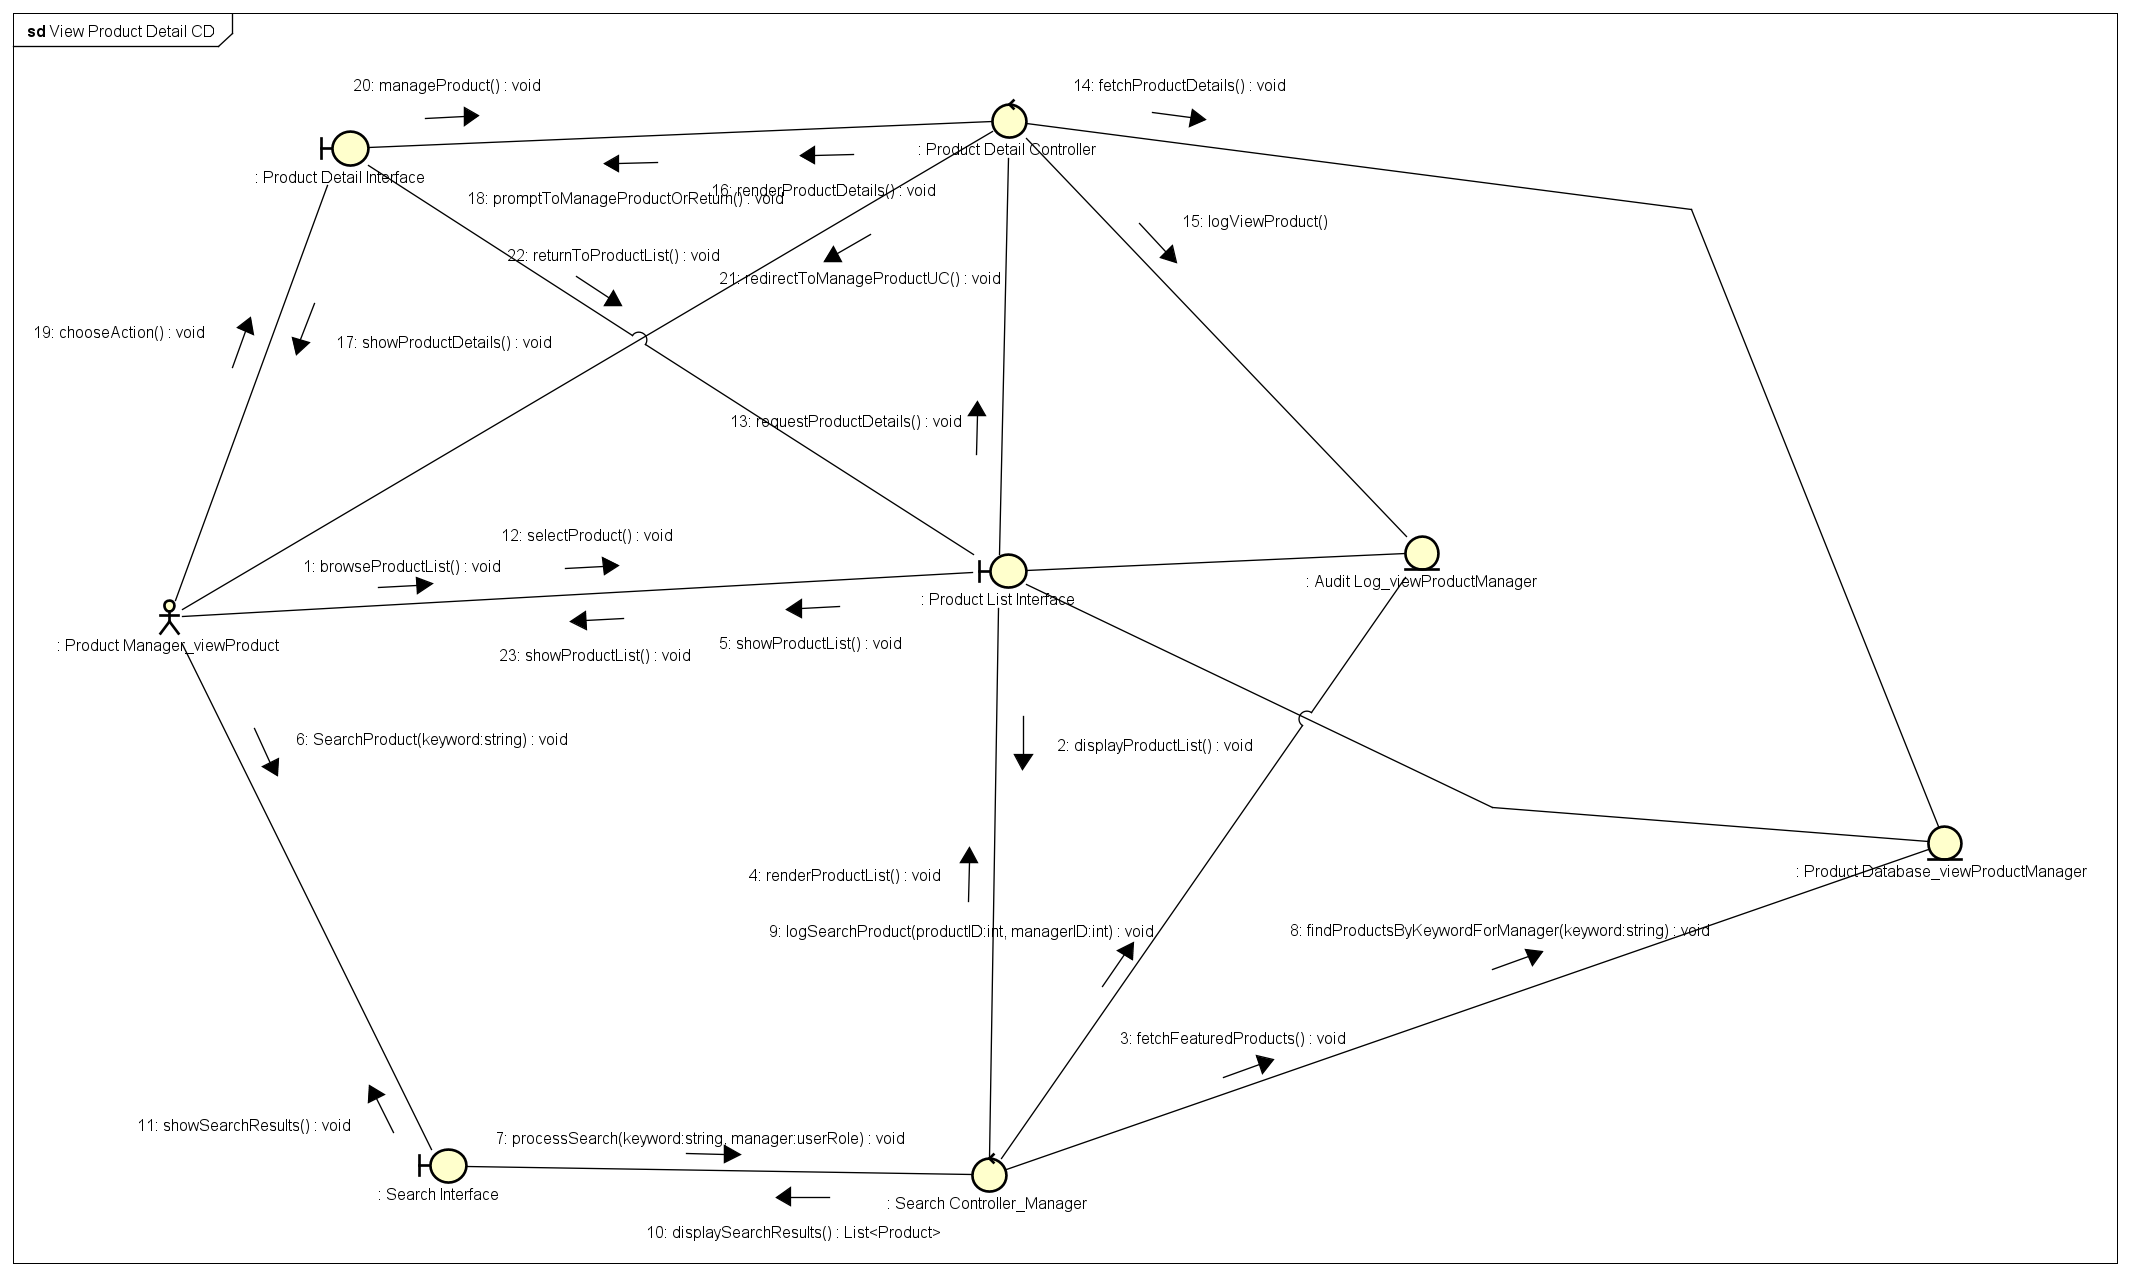 sd View Product Detail CD
20: manageProduct() : void
14: fetchProductDetails() : void
: Product Detail Controller
: Product Detail Interface
16: renderProductDetails() : void
18: promptToManageProductOrReturn() : void
15: logViewProduct()
22: returnToProductList() : void
21: redirectToManageProductUC() : void
19: chooseAction() : void
17: showProductDetails() : void
13: requestProductDetails() : void
12: selectProduct() : void
1: browseProductList() : void
: Audit Log_viewProductManager
: Product List Interface
: Product Manager_viewProduct
5: showProductList() : void
23: showProductList() : void
6: SearchProduct(keyword:string) : void
2: displayProductList() : void
4: renderProductList() : void
: Product Database_viewProductManager
9: logSearchProduct(productID:int, managerID:int) : void
8: findProductsByKeywordForManager(keyword:string) : void
3: fetchFeaturedProducts() : void
11: showSearchResults() : void
7: processSearch(keyword:string, manager:userRole) : void
: Search Interface
: Search Controller_Manager
10: displaySearchResults() : List<Product>